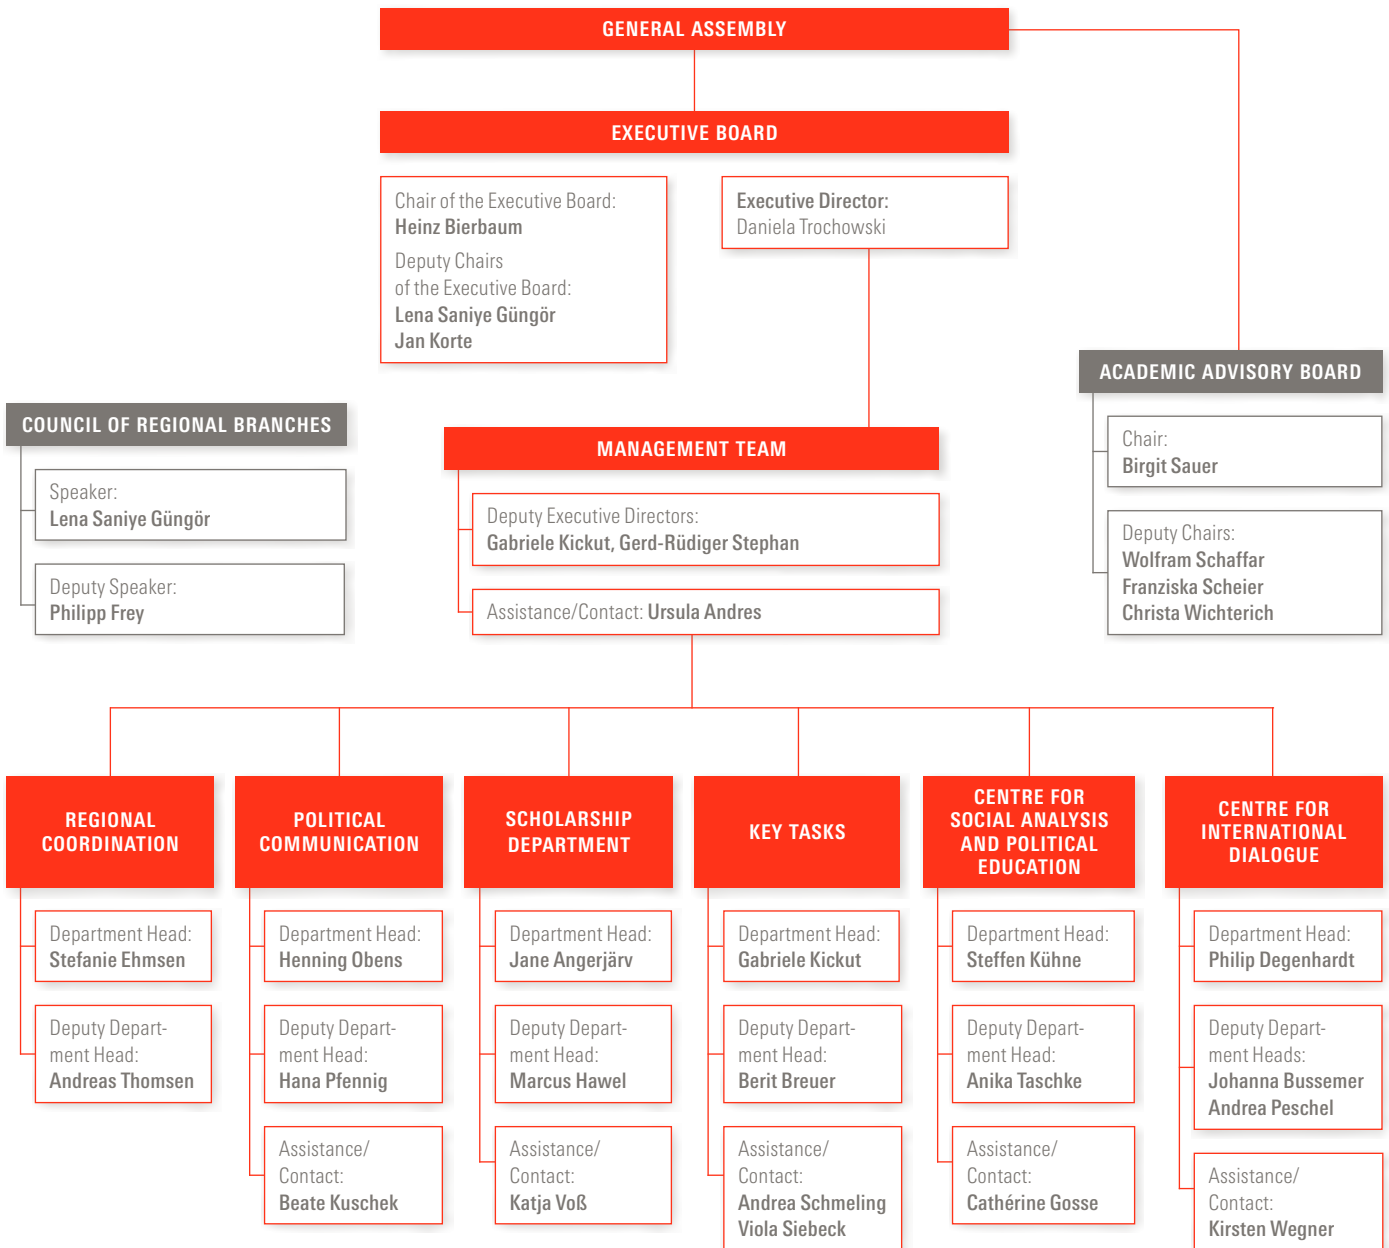 GENERAL ASSEMBLY
EXECUTIVE BOARD
Chair of the Executive Board:
Heinz Bierbaum
Deputy Chairs
of the Executive Board:
Lena Saniye Güngör
Jan Korte
Executive Director:
Daniela Trochowski
ACADEMIC ADVISORY BOARD
Chair:
Birgit Sauer
Deputy Chairs:
Wolfram Schaffar
Franziska Scheier
Christa Wichterich
COUNCIL OF REGIONAL BRANCHES
Speaker:
Lena Saniye Güngör
Deputy Speaker:
Philipp Frey
MANAGEMENT TEAM
Deputy Executive Directors:
Gabriele Kickut, Gerd-Rüdiger Stephan
Assistance/Contact: Ursula Andres
REGIONAL
COORDINATION
Department Head:
Stefanie Ehmsen
Deputy Depart-
ment Head:
Andreas Thomsen
POLITICAL
COMMUNICATION
Department Head:
Henning Obens
Deputy Depart-
ment Head:
Hana Pfennig
Assistance/
Contact:
Beate Kuschek
SCHOLARSHIP
DEPARTMENT
Department Head:
Jane Angerjärv
Deputy Depart-
ment Head:
Marcus Hawel
Assistance/
Contact:
Katja Voß
KEY TASKS
Department Head:
Gabriele Kickut
Deputy Depart-
ment Head:
Berit Breuer
Assistance/
Contact:
Andrea Schmeling
Viola Siebeck
CENTRE FOR
SOCIAL ANALYSIS
AND POLITICAL
EDUCATION
Department Head:
Steffen Kühne
Deputy Depart-
ment Head:
Anika Taschke
Assistance/
Contact:
Cathérine Gosse
CENTRE FOR
INTERNATIONAL
DIALOGUE
Department Head:
Philip Degenhardt
Deputy Depart-
ment Heads:
Johanna Bussemer
Andrea Peschel
Assistance/
Contact:
Kirsten Wegner